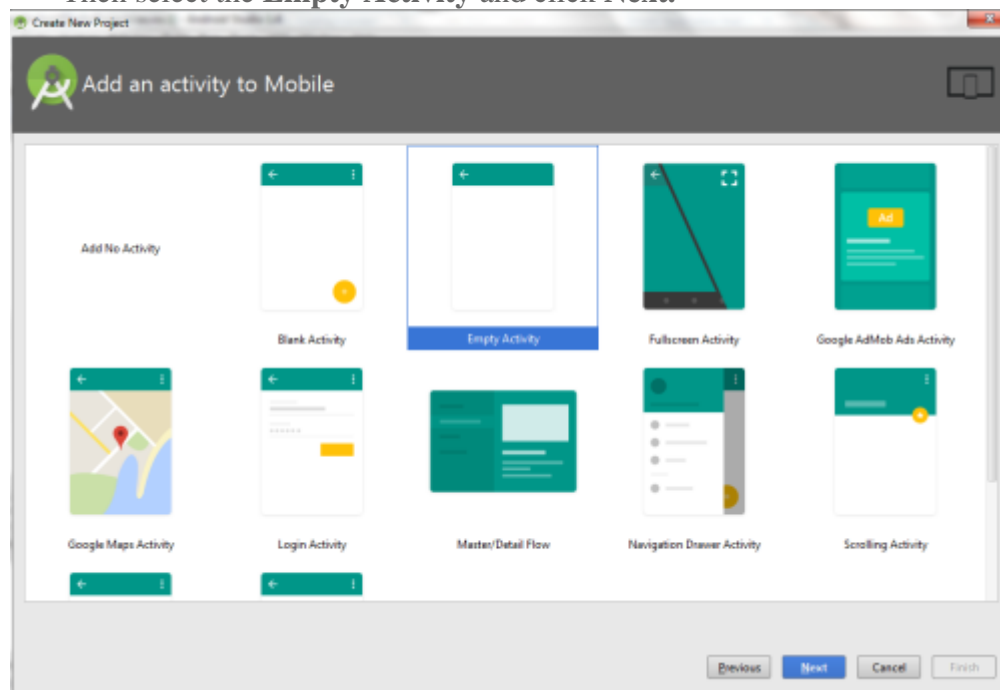 Then select the Empty Activity and click Next.
Create New Project
Add an activity to Mobile
Add No Activity
Blank Activity
Empty Activity
Fullscreen Activity
Ad
Google AdMob Ads Activity
Google Maps Activity
Login Activity
Master/Detail Flow
Navigation Drawer Activity
Scrolling Activity
Previous
Next
Cancel
Finish